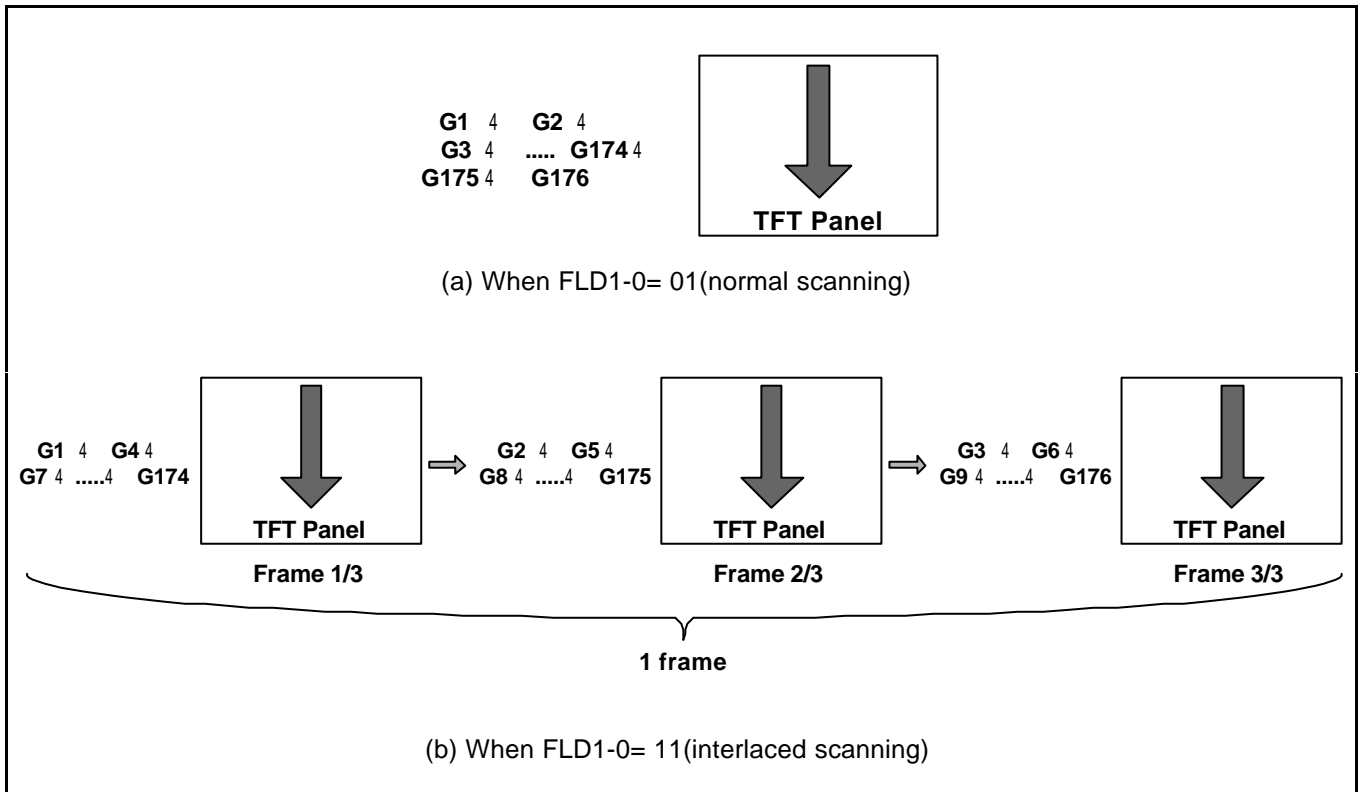 G1 4 G2 4
G3 4 ..... G174 4
G175 4 G176
TFT Panel
(a) When FLD1-0= 01(normal scanning)
G1 4 G4 4
G7 4 .....4 G174
TFT Panel
Frame 1/3
G2 4 G5 4
G8 4 .....4 G175
TFT Panel
Frame 2/3
G3 4 G6 4
G9 4 .....4 G176
TFT Panel
Frame 3/3
1 frame
(b) When FLD1-0= 11(interlaced scanning)